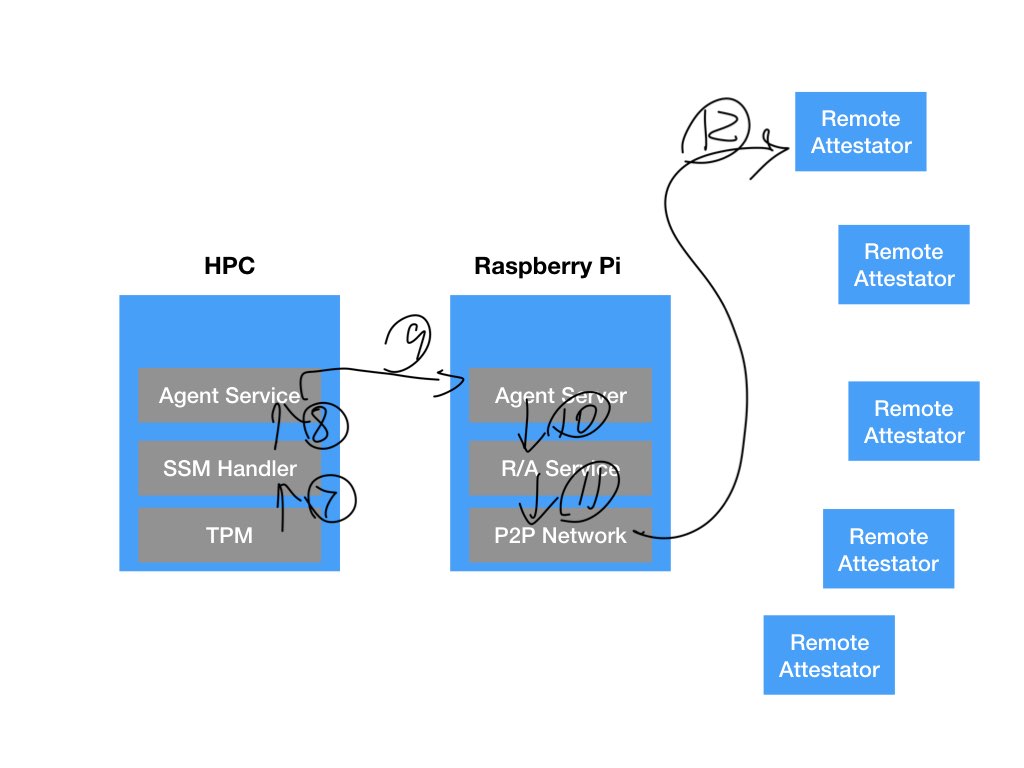 12
Remote
Attestator
Remote
Attestator
HPC
Raspberry Pi
9
Agent Service
Agent Server
8
10
SSM Handler
R/A Service
7
11
TPM
P2P Network
Remote
Attestator
Remote
Attestator
Remote
Attestator